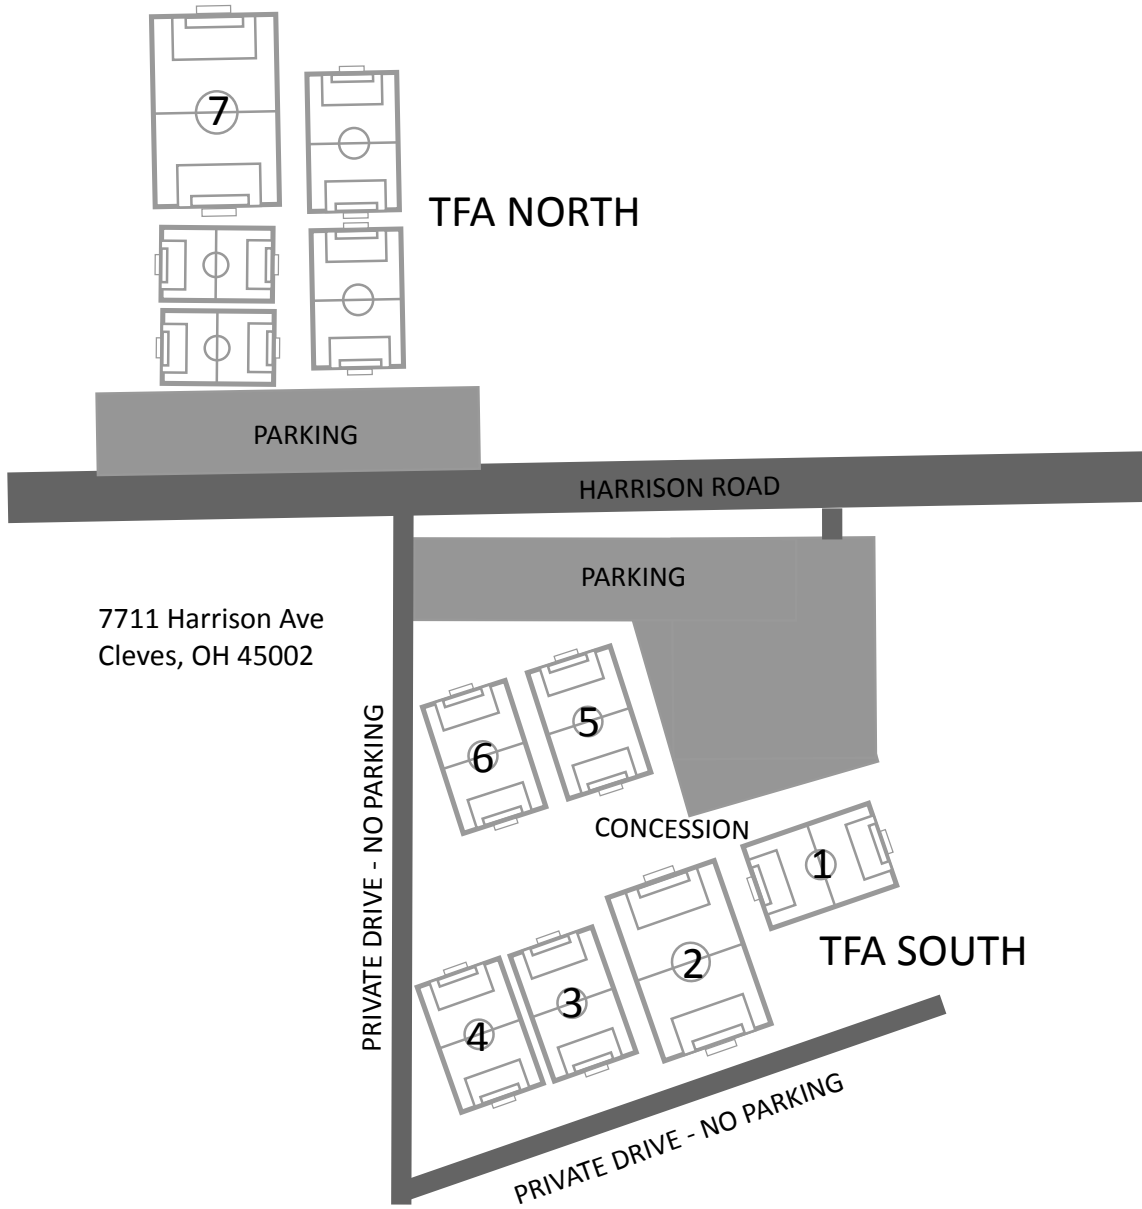 7
TFA NORTH
PARKING
HARRISON ROAD
PARKING
7711 Harrison Ave
Cleves, OH 45002
PRIVATE DRIVE - NO PARKING
5
6
CONCESSION
1
2
TFA SOUTH
3
4
PRIVATE DRIVE - NO PARKING